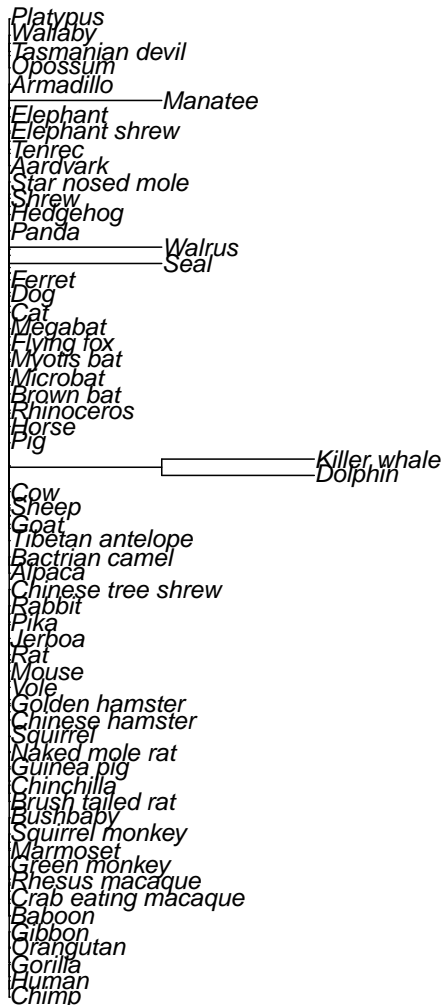 Platypus
Wallaby
Tasmanian devil
Opossum
Armadillo
Manatee
Elephant
Elephant shrew
Tenrec
Aardvark
Star nosed mole
Shrew
Hedgehog
Panda
Walrus
Seal
Ferret
Dog
Cat
Megabat
Flying fox
Myotis bat
Microbat
Brown bat
Rhinoceros
Horse
Pig
Killer whale
Dolphin
Cow
Sheep
Goat
Tibetan antelope
Bactrian camel
Alpaca
Chinese tree shrew
Rabbit
Pika
Jerboa
Rat
Mouse
Vole
Golden hamster
Chinese hamster
Squirrel
Naked mole rat
Guinea pig
Chinchilla
Brush tailed rat
Bushbaby
Squirrel monkey
Marmoset
Green monkey
Rhesus macaque
Crab eating macaque
Baboon
Gibbon
Orangutan
Gorilla
Human
Chimp